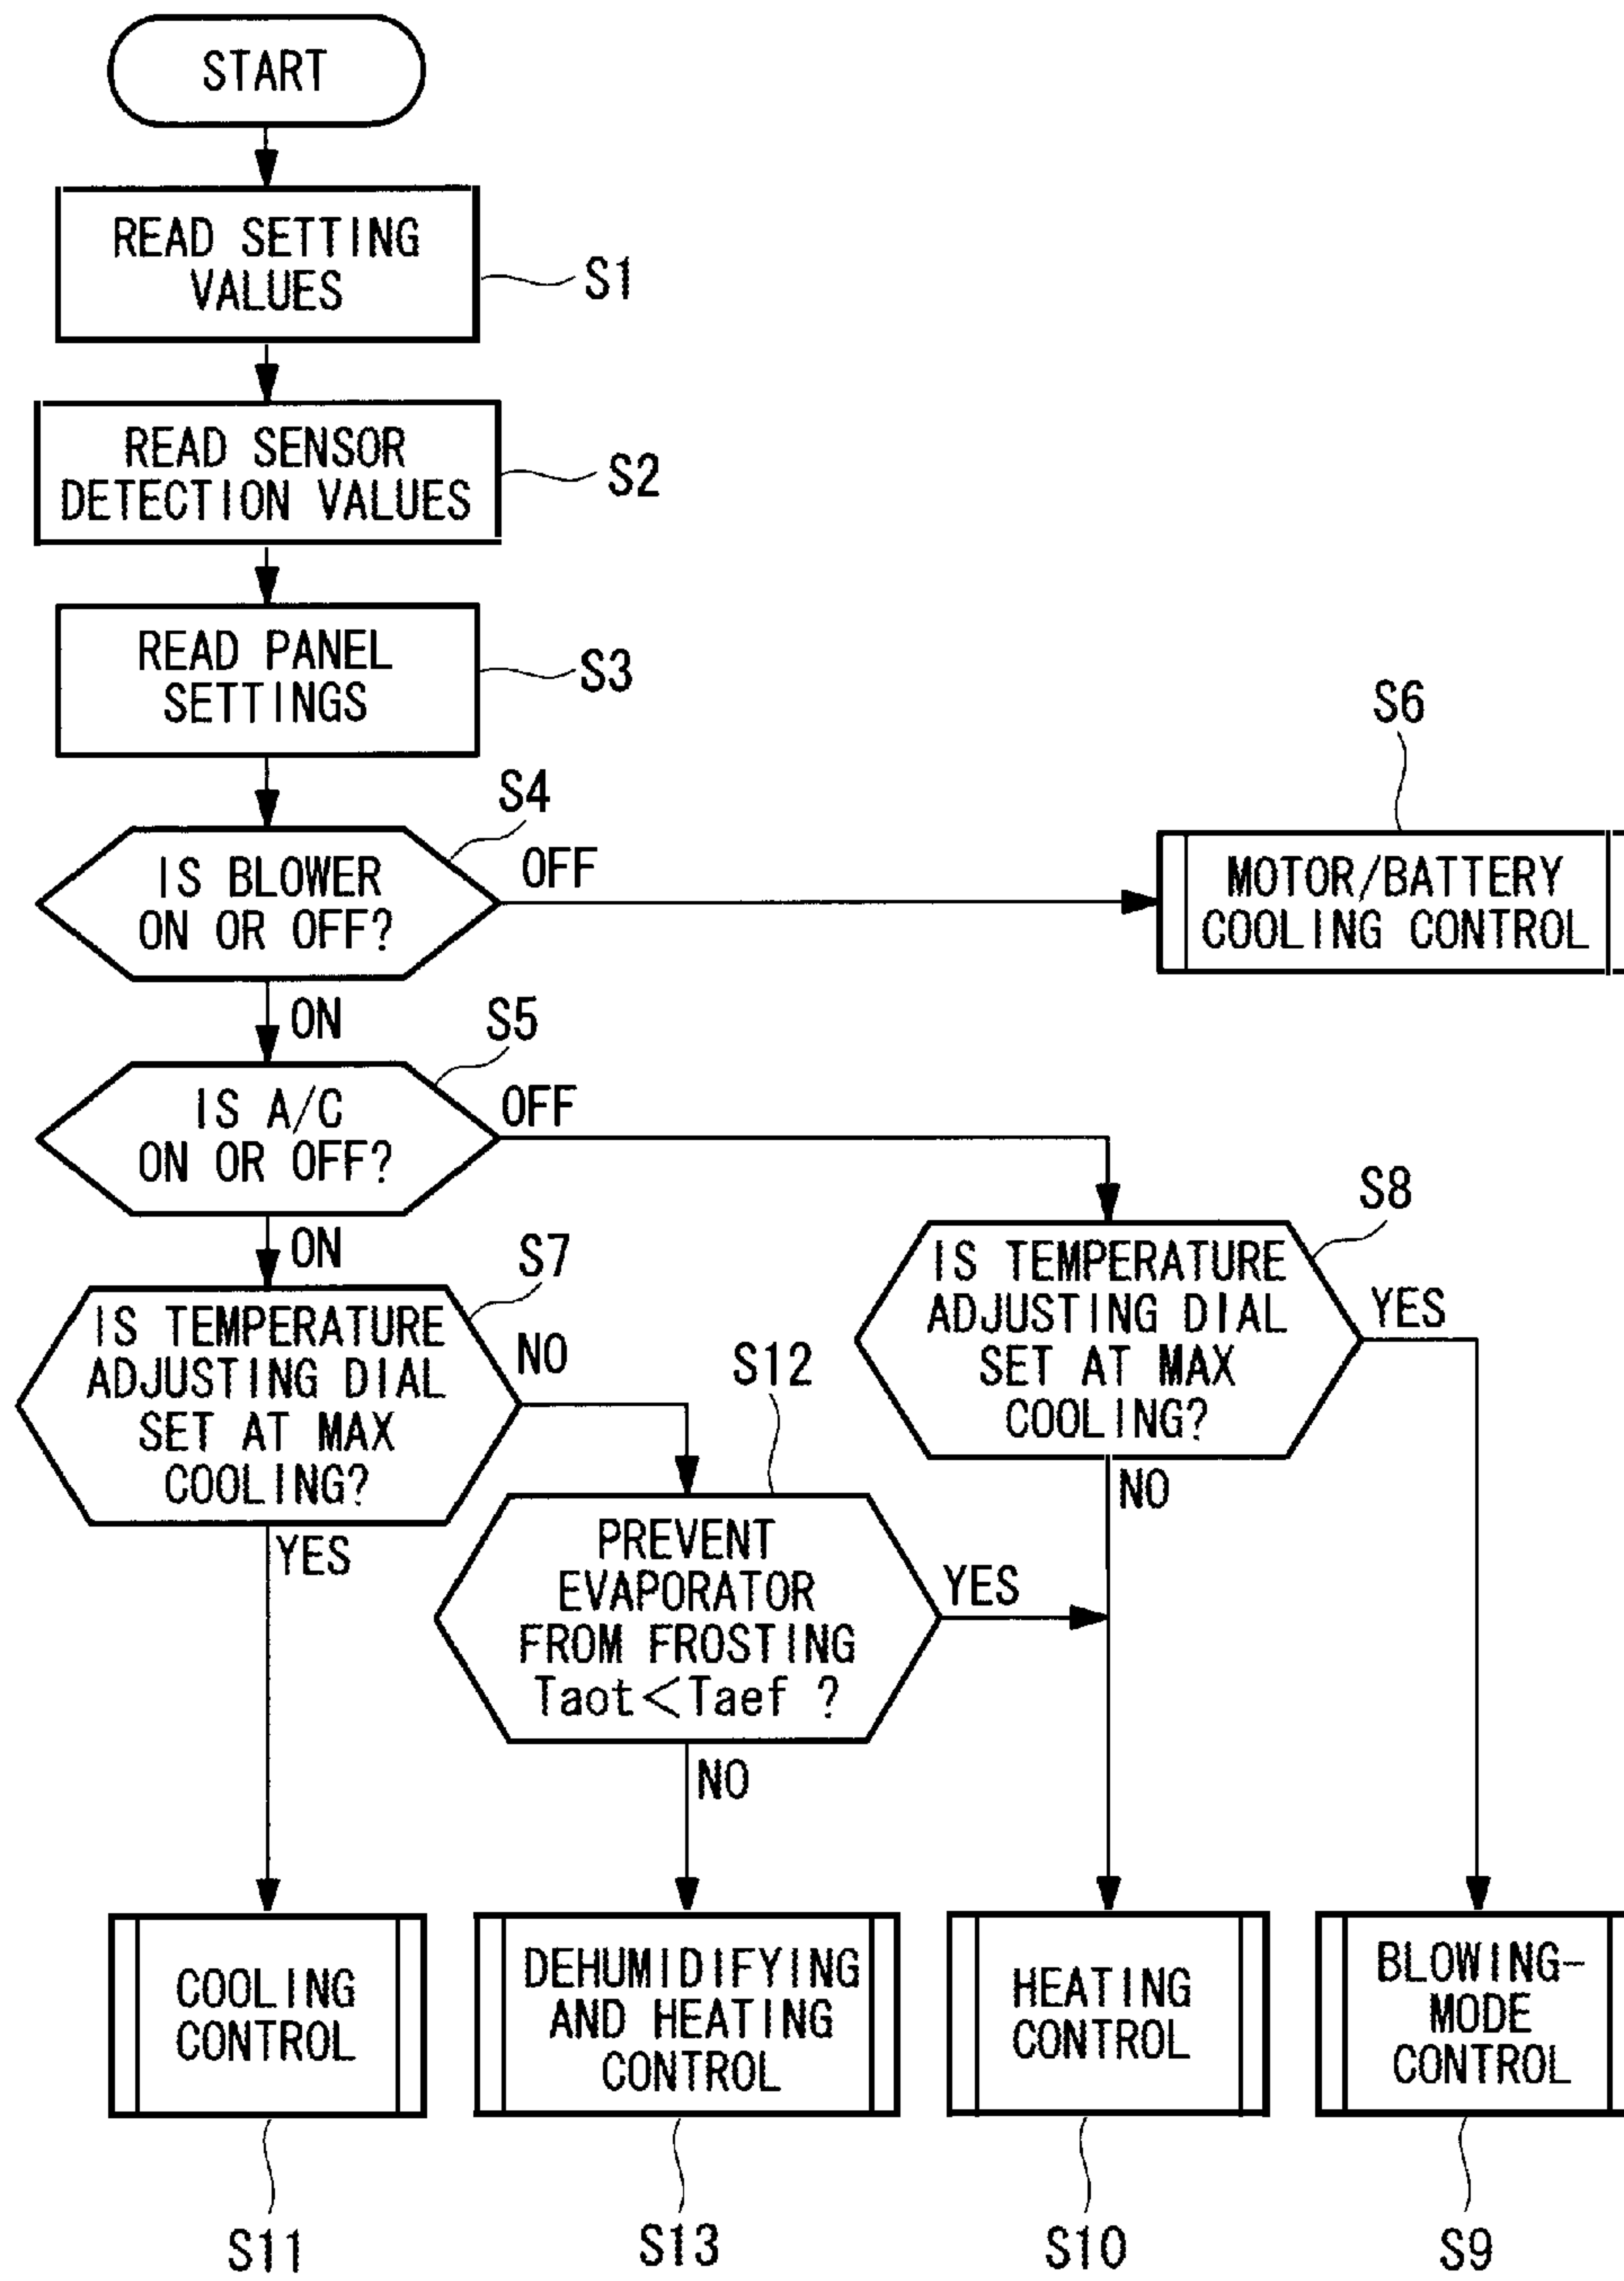 START
READ SETTING
VALUES
S1
READ SENSOR
DETECTION VALUES
S2
READ PANEL
SETTINGS
S3
S4
IS BLOWER
ON OR OFF?
OFF
S6
MOTOR/BATTERY
COOLING CONTROL
ON
S5
IS A/C
ON OR OFF?
OFF
ON
S7
IS TEMPERATURE
ADJUSTING DIAL
SET AT MAX
COOLING?
NO
YES
S8
IS TEMPERATURE
ADJUSTING DIAL
SET AT MAX
COOLING?
YES
NO
S12
PREVENT
EVAPORATOR
FROM FROSTING
Taot<Taef ?
YES
NO
COOLING
CONTROL
DEHUMIDIFYING
AND HEATING
CONTROL
HEATING
CONTROL
BLOWING-
MODE
CONTROL
S11
S13
S10
S9